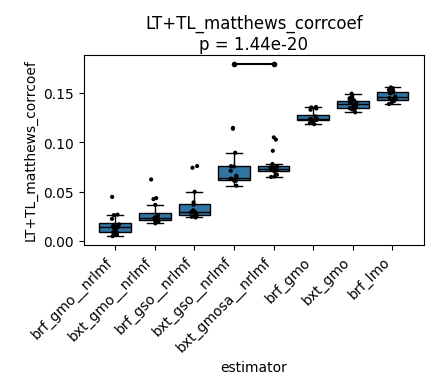 LT+TL_matthews_corrcoef
p = 1.44e-20
LT+TL_matthews_corrcoef
0.15
0.10
0.05
0.00
brf_gmo__nrlmf
bxt_gmo__nrlmf
brf_gso__nrlmf
bxt_gso__nrlmf
bxt_gmosa__nrlmf
brf_gmo
bxt_gmo
brf_lmo
estimator